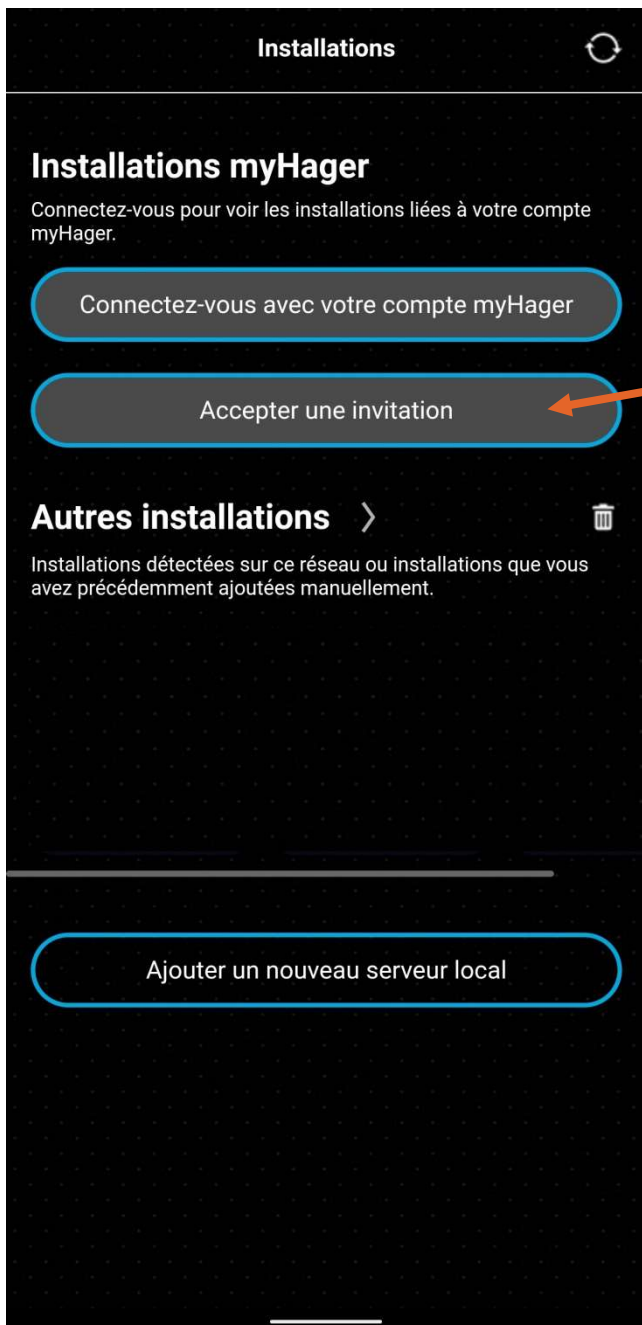 Installations
Installations myHager
Connectez-vous pour voir les installations liées à votre compte
myHager.
Connectez-vous avec votre compte myHager
Accepter une invitation
Autres installations
Installations détectées sur ce réseau ou installations que vous
avez précédemment ajoutées manuellement.
Ajouter un nouveau serveur local